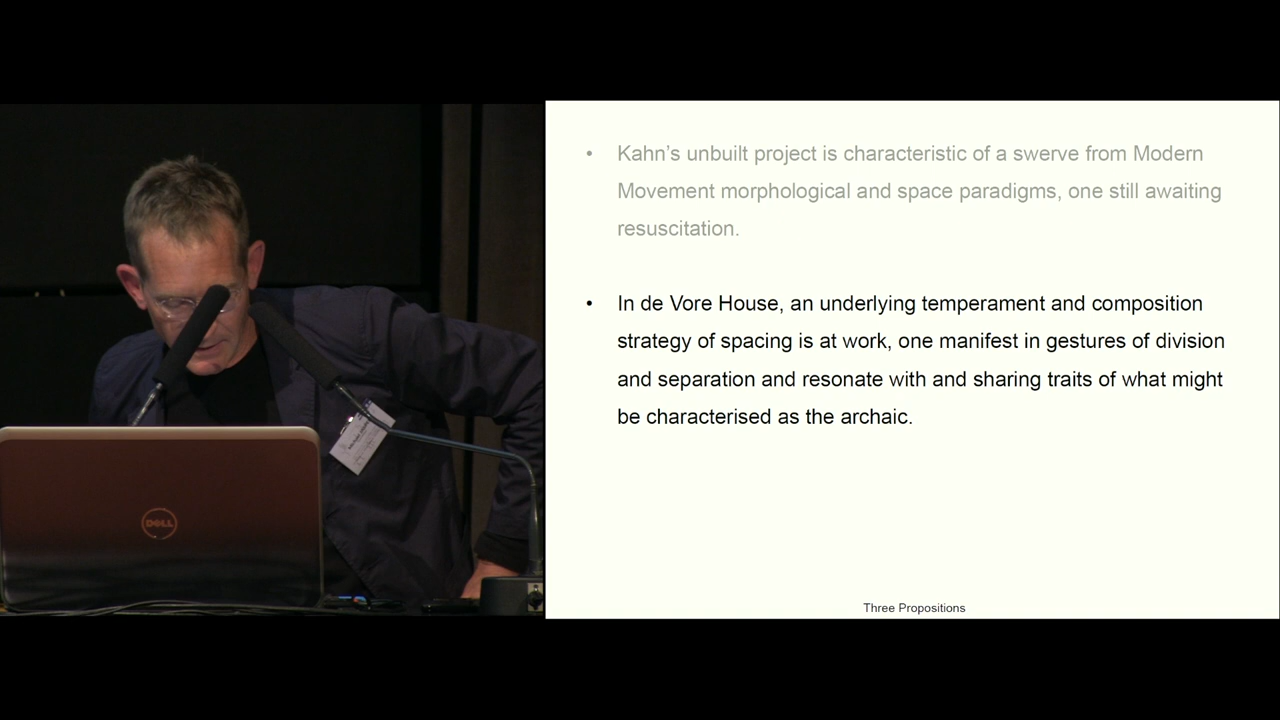 • Kahn’s unbuilt project is characteristic of a swerve from Modern
Movement morphological and space paradigms, one still awaiting
resuscitation.
• In de Vore House, an underlying temperament and composition
strategy of spacing is at work, one manifest in gestures of division
and separation and resonate with and sharing traits of what might
be characterised as the archaic.
Three Propositions
DELL